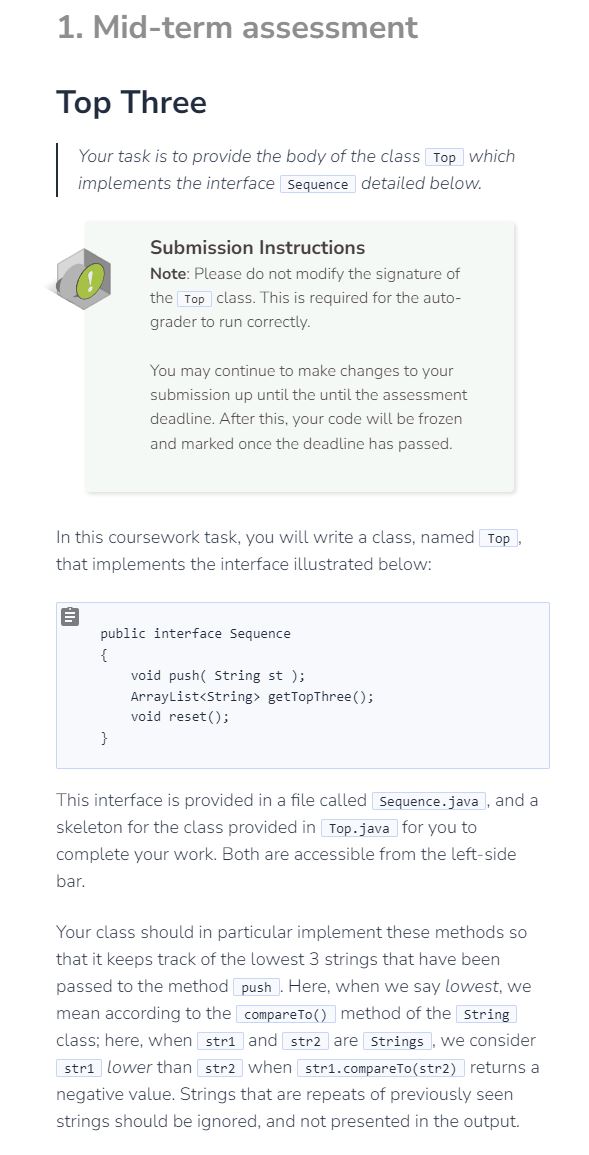 1. Mid-term assessment
Top Three
Your task is to provide the body of the class Top which
implements the interface Sequence detailed below.
Submission Instructions
Note: Please do not modify the signature of
the Top class. This is required for the auto-
grader to run correctly.
You may continue to make changes to your
submission up until the until the assessment
deadline. After this, your code will be frozen
and marked once the deadline has passed.
In this coursework task, you will write a class, named Top,
that implements the interface illustrated below:
public interface Sequence
{
    void push( String st );
    ArrayList<String> getTopThree();
    void reset();
}
This interface is provided in a file called Sequence.java, and a
skeleton for the class provided in Top.java for you to
complete your work. Both are accessible from the left-side
bar.
Your class should in particular implement these methods so
that it keeps track of the lowest 3 strings that have been
passed to the method push. Here, when we say lowest, we
mean according to the compareTo() method of the String
class; here, when str1 and str2 are Strings, we consider
str1 lower than str2 when str1.compareTo(str2) returns a
negative value. Strings that are repeats of previously seen
strings should be ignored, and not presented in the output.